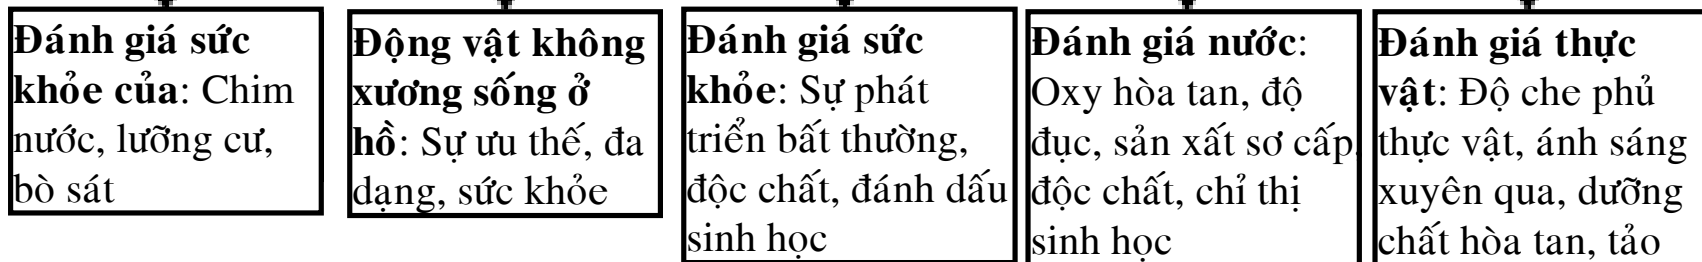 Đánh giá sức
khỏe của: Chim
nước, lưỡng cư,
bò sát
Động vật không
xương sống ở
hồ: Sự ưu thế, đa
dạng, sức khỏe
Đánh giá sức
khỏe: Sự phát
triển bất thường,
độc chất, đánh dấu
sinh học
Đánh giá nước:
Oxy hòa tan, độ
đục, sản xất sơ cấp,
độc chất, chỉ thị
sinh học
Đánh giá thực
vật: Độ che phủ
thực vật, ánh sáng
xuyên qua, dưỡng
chất hòa tan, tảo